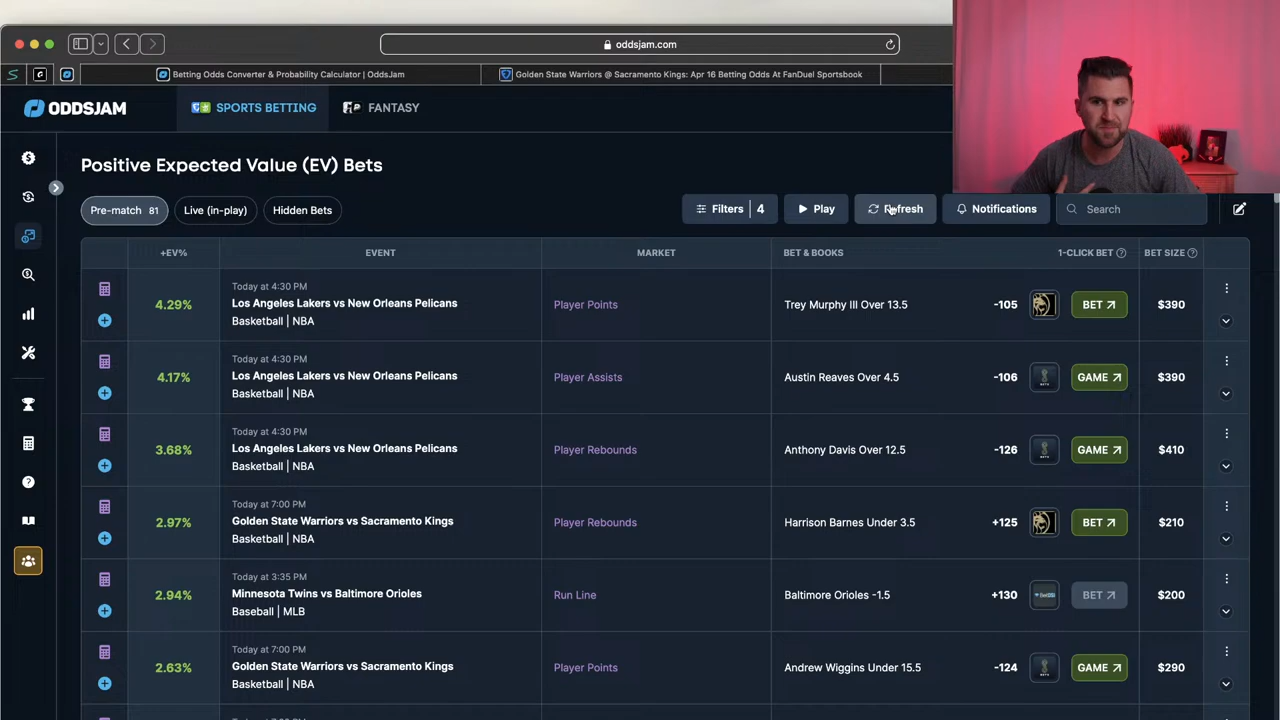 oddsjam.com
Betting Odds Converter & Probability Calculator | OddsJam
Golden State Warriors @ Sacramento Kings: Apr 16 Betting Odds At FanDuel Sportsbook
ODDSJAM
SPORTS BETTING
FANTASY
Positive Expected Value (EV) Bets
Pre-match 81
Live (in-play)
Hidden Bets
Filters 4
Play
Refresh
Notifications
Search
+EV%
EVENT
MARKET
BET & BOOKS
1-CLICK BET
BET SIZE
4.29%
Today at 4:30 PM
Los Angeles Lakers vs New Orleans Pelicans
Basketball | NBA
Player Points
Trey Murphy III Over 13.5
-105
BET
$390
4.17%
Today at 4:30 PM
Los Angeles Lakers vs New Orleans Pelicans
Basketball | NBA
Player Assists
Austin Reaves Over 4.5
-106
GAME
$390
3.68%
Today at 4:30 PM
Los Angeles Lakers vs New Orleans Pelicans
Basketball | NBA
Player Rebounds
Anthony Davis Over 12.5
-126
GAME
$410
2.97%
Today at 7:00 PM
Golden State Warriors vs Sacramento Kings
Basketball | NBA
Player Rebounds
Harrison Barnes Under 3.5
+125
BET
$210
2.94%
Today at 3:35 PM
Minnesota Twins vs Baltimore Orioles
Baseball | MLB
Run Line
Baltimore Orioles -1.5
+130
BET
$200
2.63%
Today at 7:00 PM
Golden State Warriors vs Sacramento Kings
Basketball | NBA
Player Points
Andrew Wiggins Under 15.5
-124
GAME
$290